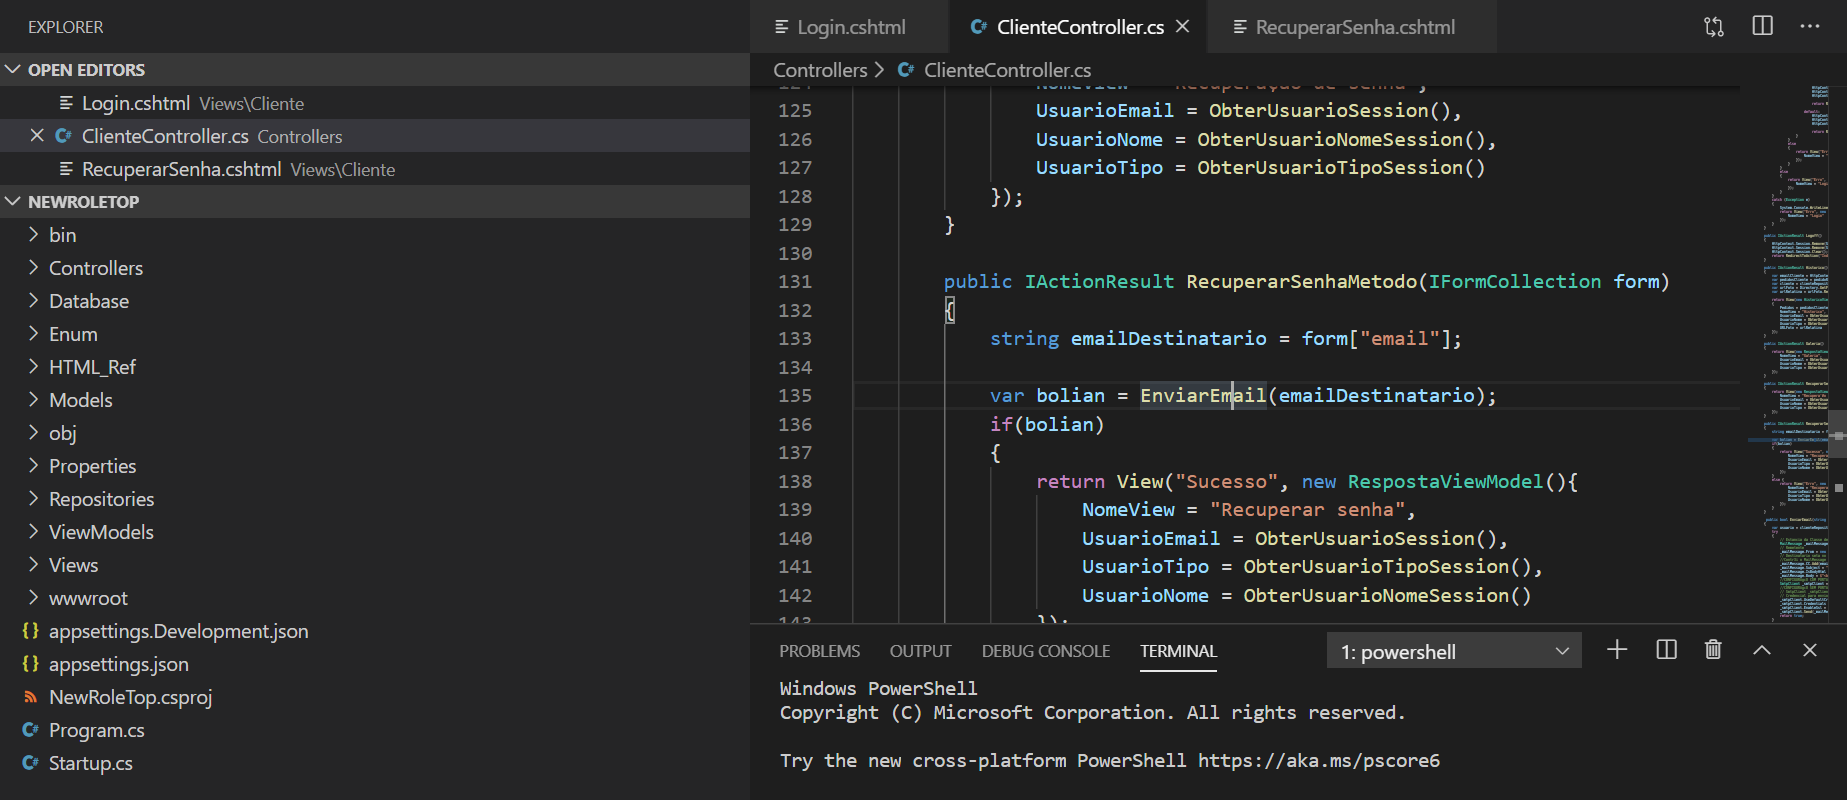 EXPLORER
OPEN EDITORS
Login.cshtml Views\Cliente
ClienteController.cs Controllers
RecuperarSenha.cshtml Views\Cliente
NEWROLETOP
bin
Controllers
Database
Enum
HTML_Ref
Models
obj
Properties
Repositories
ViewModels
Views
wwwroot
{} appsettings.Development.json
{} appsettings.json
NewRoleTop.csproj
C# Program.cs
C# Startup.cs
Login.cshtml
C# ClienteController.cs
RecuperarSenha.cshtml
Controllers > C# ClienteController.cs
124 NomeView = "Recuperação de Senha",
125 UsuarioEmail = ObterUsuarioSession(),
126 UsuarioNome = ObterUsuarioNomeSession(),
127 UsuarioTipo = ObterUsuarioTipoSession()
128 });
129 }
130
131 public IActionResult RecuperarSenhaMetodo(IFormCollection form)
132 {
133 string emailDestinatario = form["email"];
134
135 var bolian = EnviarEmail(emailDestinatario);
136 if(bolian)
137 {
138 return View("Sucesso", new RespostaViewModel(){
139 NomeView = "Recuperar senha",
140 UsuarioEmail = ObterUsuarioSession(),
141 UsuarioTipo = ObterUsuarioTipoSession(),
142 UsuarioNome = ObterUsuarioNomeSession()
143 });
PROBLEMS OUTPUT DEBUG CONSOLE TERMINAL
1: powershell
Windows PowerShell
Copyright (C) Microsoft Corporation. All rights reserved.
Try the new cross-platform PowerShell https://aka.ms/pscore6